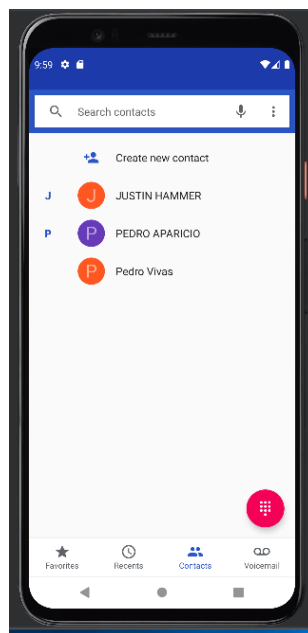 9:59
Search contacts
Create new contact
J
J
JUSTIN HAMMER
P
P
PEDRO APARICIO
P
Pedro Vivas
Favorites
Recents
Contacts
Voicemail